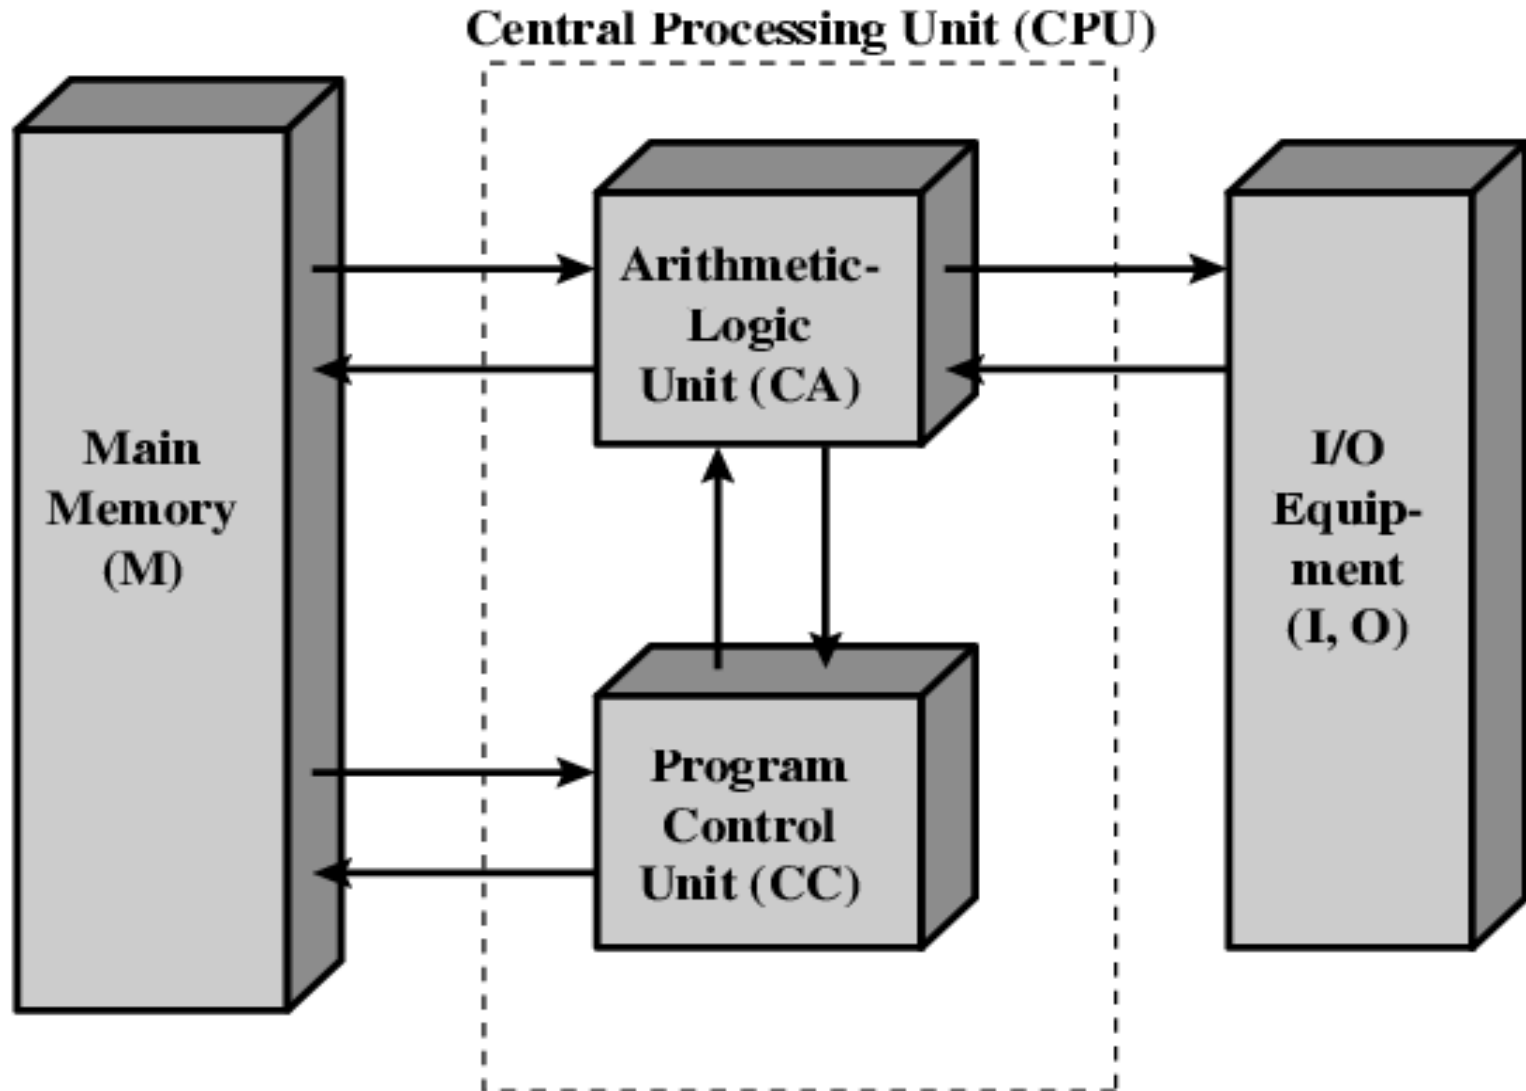 Central Processing Unit (CPU)
Main
Memory
(M)
Arithmetic-
Logic
Unit (CA)
Program
Control
Unit (CC)
I/O
Equip-
ment
(I, O)